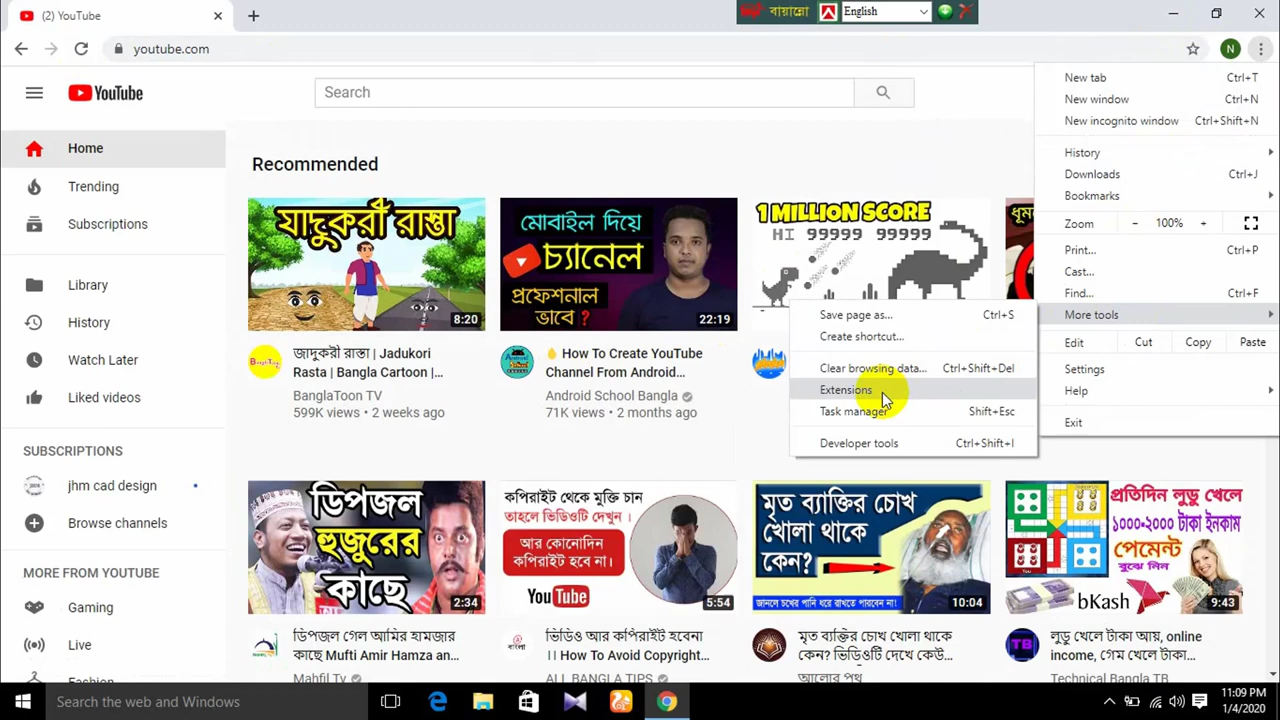 (2) YouTube
বায়ান্নো
English
youtube.com
N
YouTube
Search
Home
Trending
Subscriptions
Library
History
Watch Later
Liked videos
SUBSCRIPTIONS
jhm cad design
Browse channels
MORE FROM YOUTUBE
Gaming
Live
Fashion
Recommended
যাদুকরী রাস্তা
8:20
জাদুকরী রাস্তা | Jadukori
Rasta | Bangla Cartoon |...
BanglaToon TV
599K views • 2 weeks ago
মোবাইল দিয়ে
চ্যানেল
প্রফেশনাল
ভাবে ?
22:19
How To Create YouTube
Channel From Android...
Android School Bangla
71K views • 2 months ago
1 MILLION SCORE
HI 99999 99999
New tab Ctrl+T
New window Ctrl+N
New incognito window Ctrl+Shift+N
History
Downloads Ctrl+J
Bookmarks
Zoom - 100% +
Print... Ctrl+P
Cast...
Find... Ctrl+F
More tools
Edit Cut Copy Paste
Settings
Help
Exit
Save page as... Ctrl+S
Create shortcut...
Clear browsing data... Ctrl+Shift+Del
Extensions
Task manager Shift+Esc
Developer tools Ctrl+Shift+I
ডিপজল
হুজুরের
কাছে
2:34
ডিপজল গেল আমির হামজার
কাছে Mufti Amir Hamza an...
Mahfil Tv
কপিরাইট থেকে মুক্তি চান
তাহলে ভিডিওটি দেখুন ।
আর কোনোদিন
কপিরাইট হবে না।
YouTube
5:54
ভিডিও আর কপিরাইট হবেনা
।। How To Avoid Copyright...
ALL BANGLA TIPS
মৃত ব্যাক্তির চোখ
খোলা থাকে
কেন?
জানলে চখের পানি ধরে রাখতে পারবেন না।
10:04
মৃত ব্যাক্তির চোখ খোলা থাকে
কেন? ভিডিওটি দেখে কেউ...
আলোর পথ
প্রতিদিন লুডু খেলে
১০০০-২০০০ টাকা ইনকাম
পেমেন্ট
বুঝে নিন
bKash
9:43
লুডু খেলে টাকা আয়, online
income, গেম খেলে টাকা...
Technical Bangla TB
Search the web and Windows
11:09 PM
1/4/2020